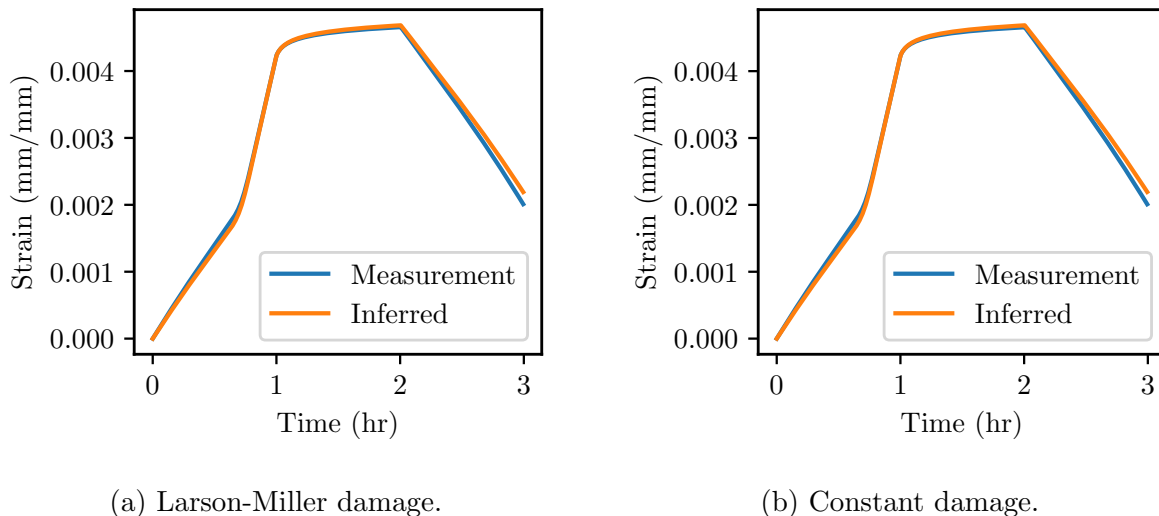 0.004
0.003
0.002
0.001
0.000
Strain (mm/mm)
Measurement
Inferred
0 1 2 3
Time (hr)
(a) Larson-Miller damage.
0.004
0.003
0.002
0.001
0.000
Strain (mm/mm)
Measurement
Inferred
0 1 2 3
Time (hr)
(b) Constant damage.